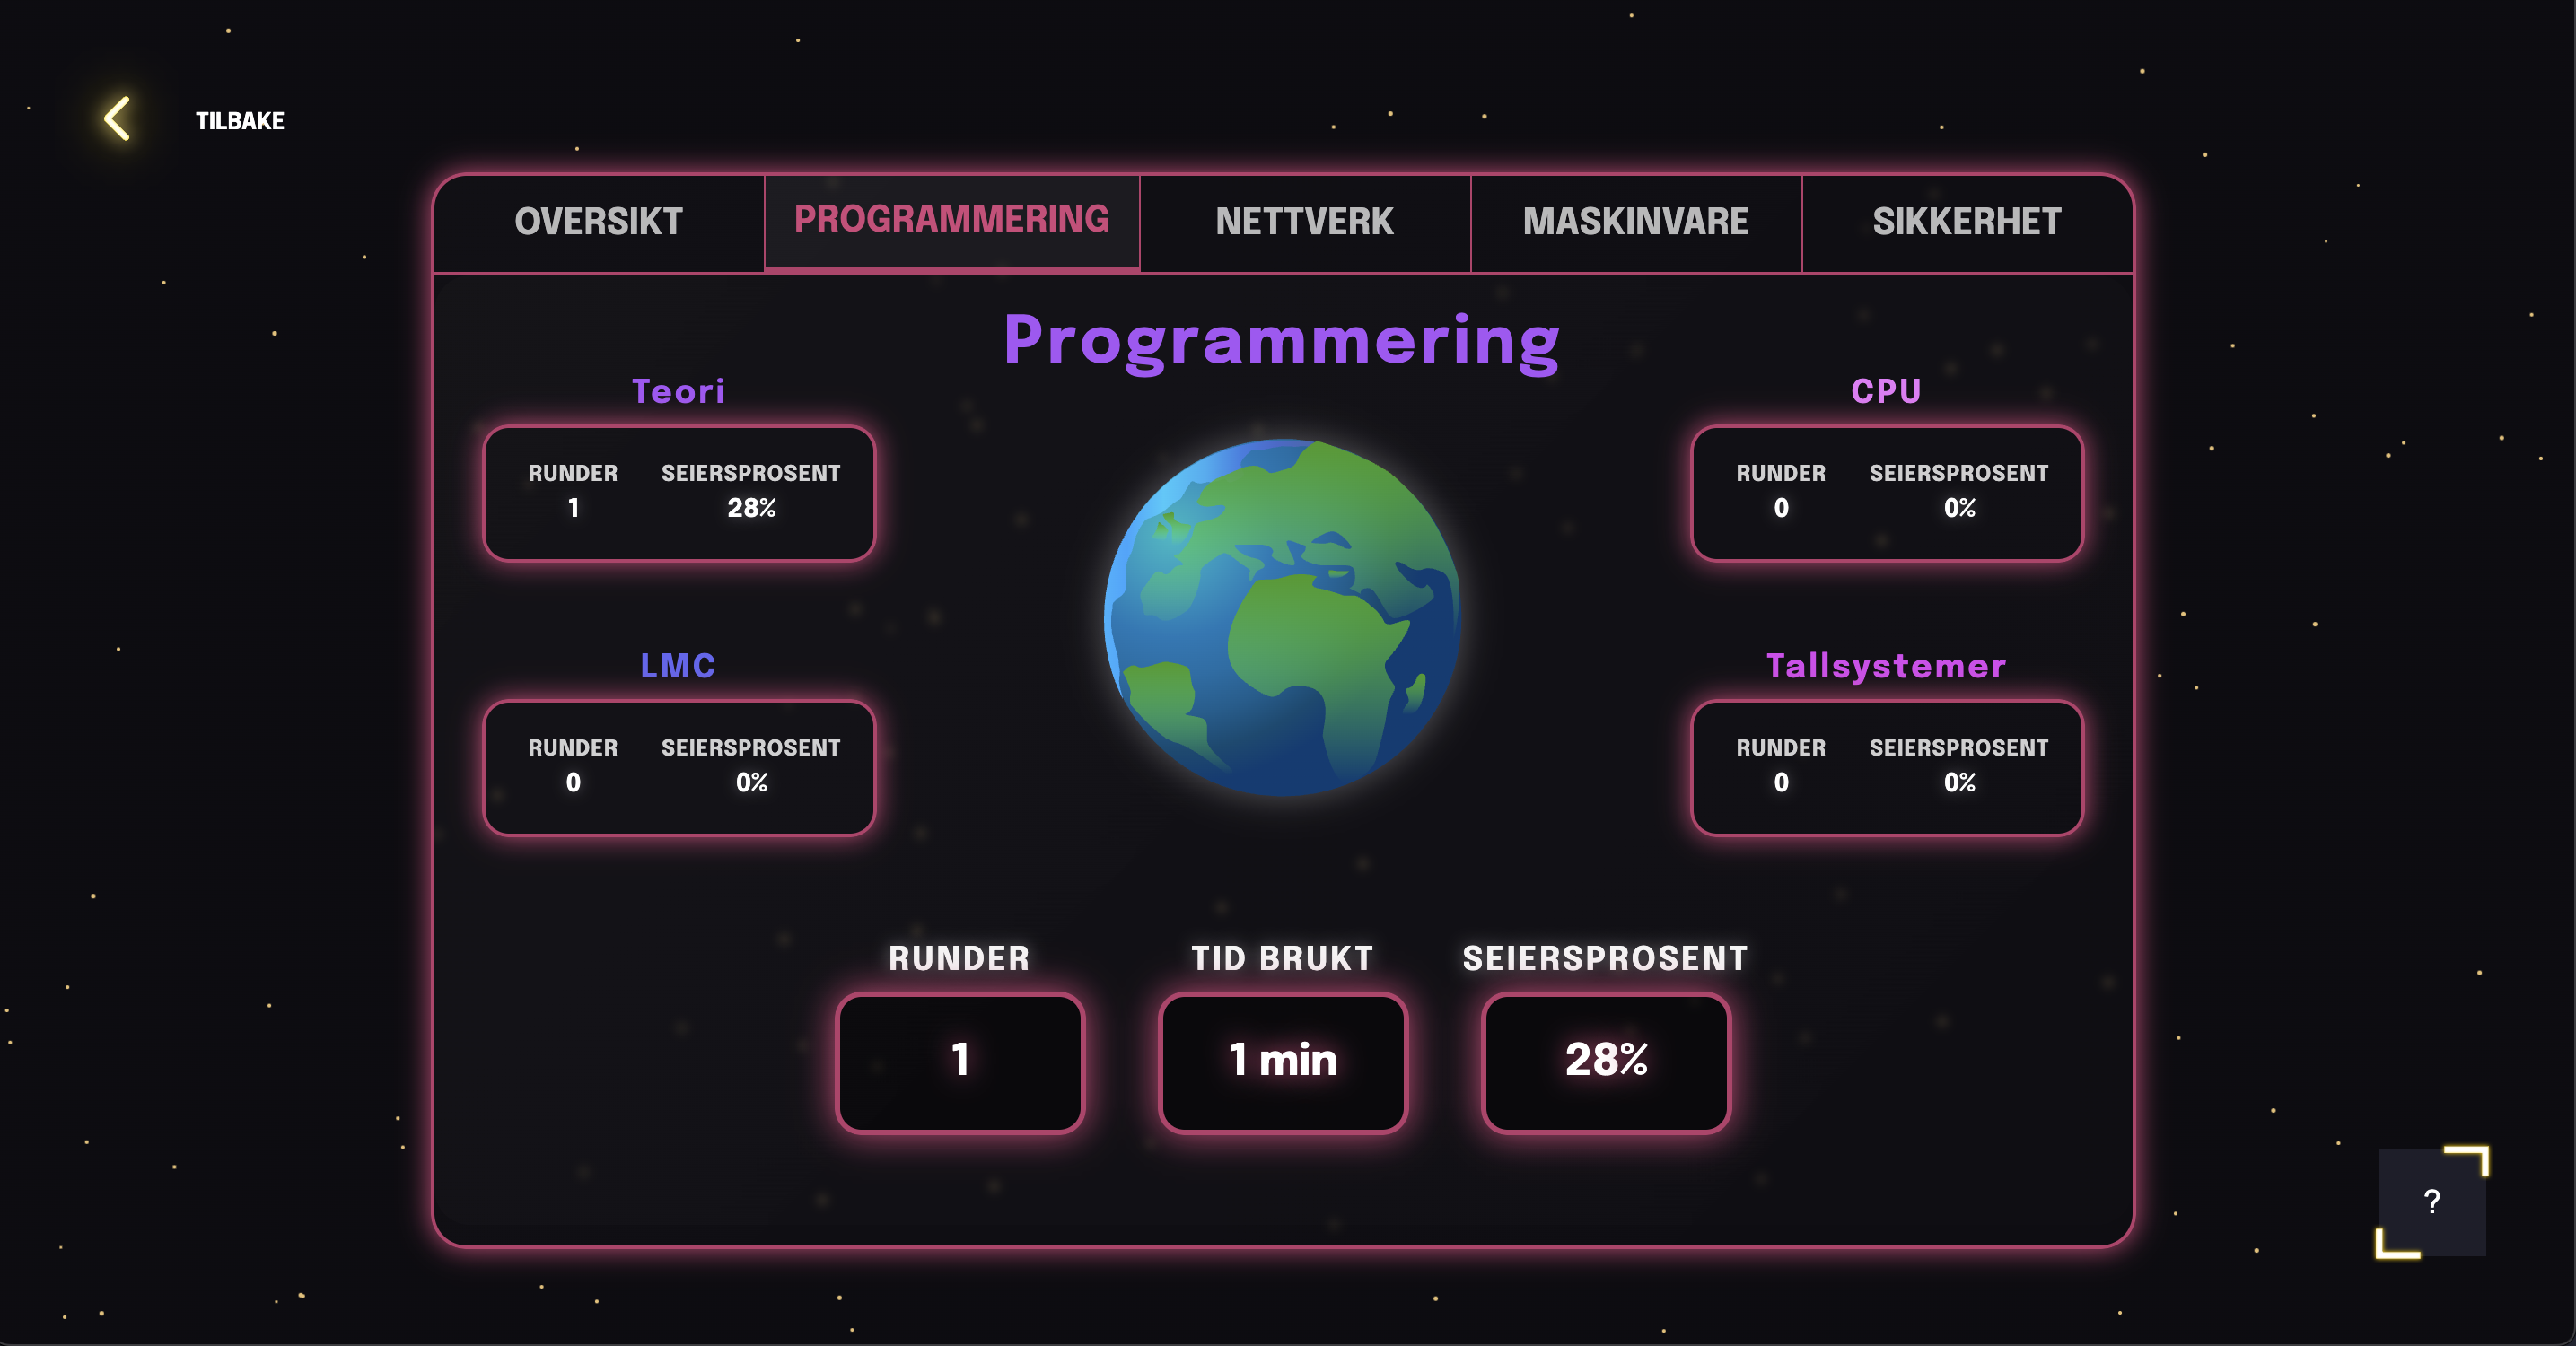 TILBAKE
OVERSIKT
PROGRAMMERING
NETTVERK
MASKINVARE
SIKKERHET
Programmering
Teori
RUNDER SEIERSPROSENT
1 28%
LMC
RUNDER SEIERSPROSENT
0 0%
CPU
RUNDER SEIERSPROSENT
0 0%
Tallsystemer
RUNDER SEIERSPROSENT
0 0%
RUNDER
1
TID BRUKT
1 min
SEIERSPROSENT
28%
?